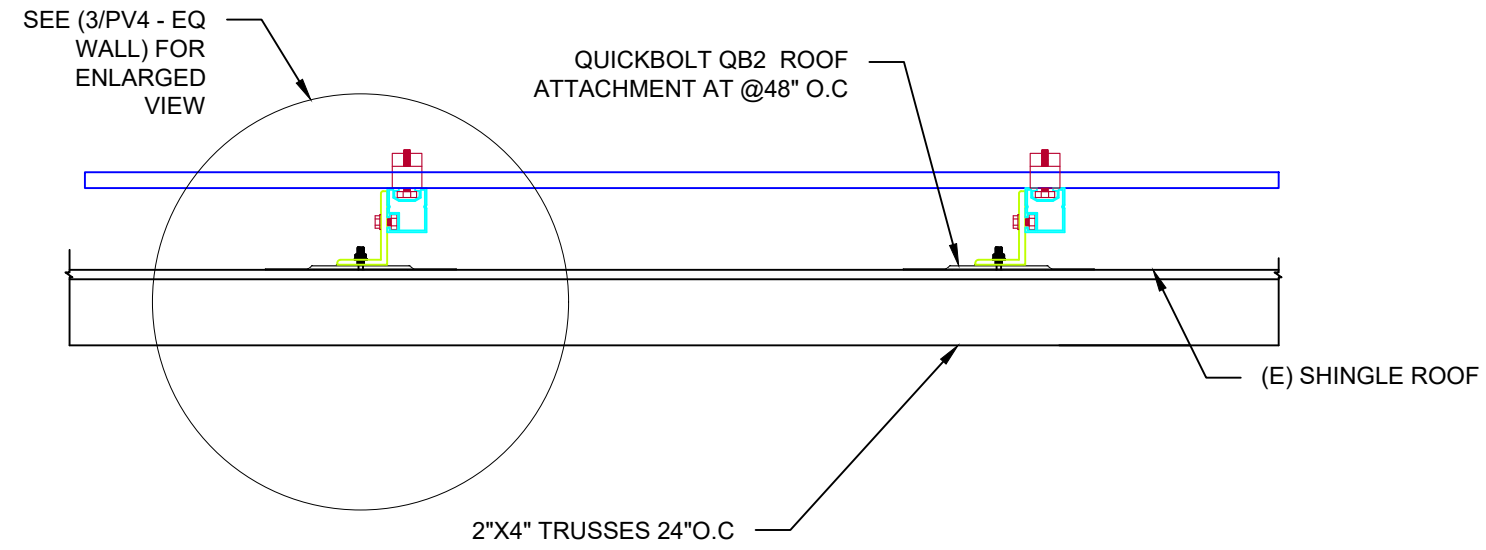 SEE (3/PV4 - EQ
WALL) FOR
ENLARGED
VIEW
QUICKBOLT QB2 ROOF
ATTACHMENT AT @48" O.C
(E) SHINGLE ROOF
2"X4" TRUSSES 24"O.C